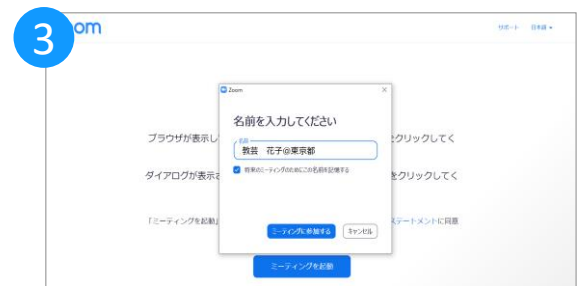 3
om
サポート 日本語
Zoom
名前を入力してください
名前
教芸 花子@東京都
将来のミーティングのためにこの名前を記憶する
ミーティングに参加する キャンセル
ブラウザが表示し
をクリックしてく
ダイアログが表示さ
をクリックしてく
「ミーティングを起動」
ステートメントに同意
ミーティングを起動